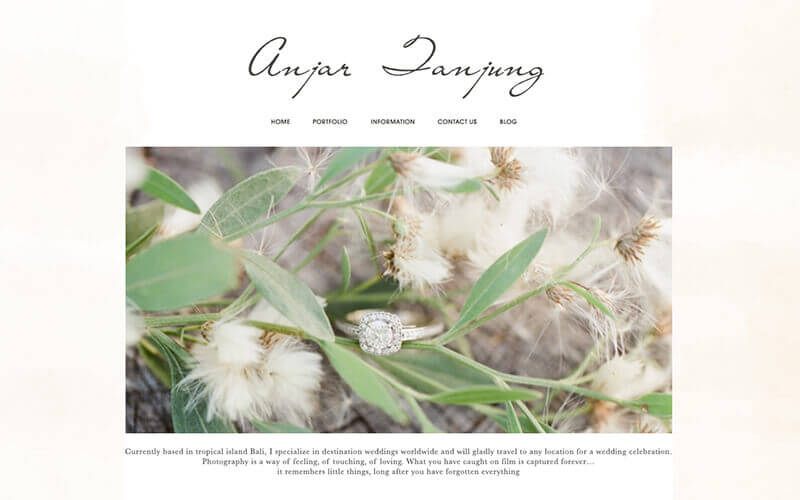 Anjar Tanjung
HOME PORTFOLIO INFORMATION CONTACT US BLOG
Currently based in tropical island Bali, I specialize in destination weddings worldwide and will gladly travel to any location for a wedding celebration.
Photography is a way of feeling, of touching, of loving. What you have caught on film is captured forever...
it remembers little things, long after you have forgotten everything